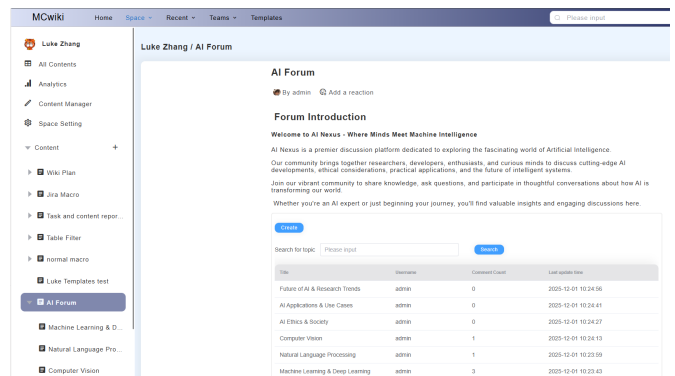 MCwiki Home Space Recent Teams Templates Please input
Luke Zhang
All Contents
Analytics
Content Manager
Space Setting
Content +
Wiki Plan
Jira Macro
Task and content repor...
Table Filter
normal macro
Luke Templates test
AI Forum
Machine Learning & D...
Natural Language Pro...
Computer Vision
Luke Zhang / AI Forum
AI Forum
By admin Add a reaction
Forum Introduction
Welcome to AI Nexus - Where Minds Meet Machine Intelligence
AI Nexus is a premier discussion platform dedicated to exploring the fascinating world of Artificial Intelligence.
Our community brings together researchers, developers, enthusiasts, and curious minds to discuss cutting-edge AI
developments, ethical considerations, practical applications, and the future of intelligent systems.
Join our vibrant community to share knowledge, ask questions, and participate in thoughtful conversations about how AI is
transforming our world.
Whether you're an AI expert or just beginning your journey, you'll find valuable insights and engaging discussions here.
Create
Search for topic Please input Search
Title Username Comment Count Last update time
Future of AI & Research Trends admin 0 2025-12-01 10:24:56
AI Applications & Use Cases admin 0 2025-12-01 10:24:41
AI Ethics & Society admin 0 2025-12-01 10:24:27
Computer Vision admin 1 2025-12-01 10:24:13
Natural Language Processing admin 1 2025-12-01 10:23:59
Machine Learning & Deep Learning admin 3 2025-12-01 10:23:43